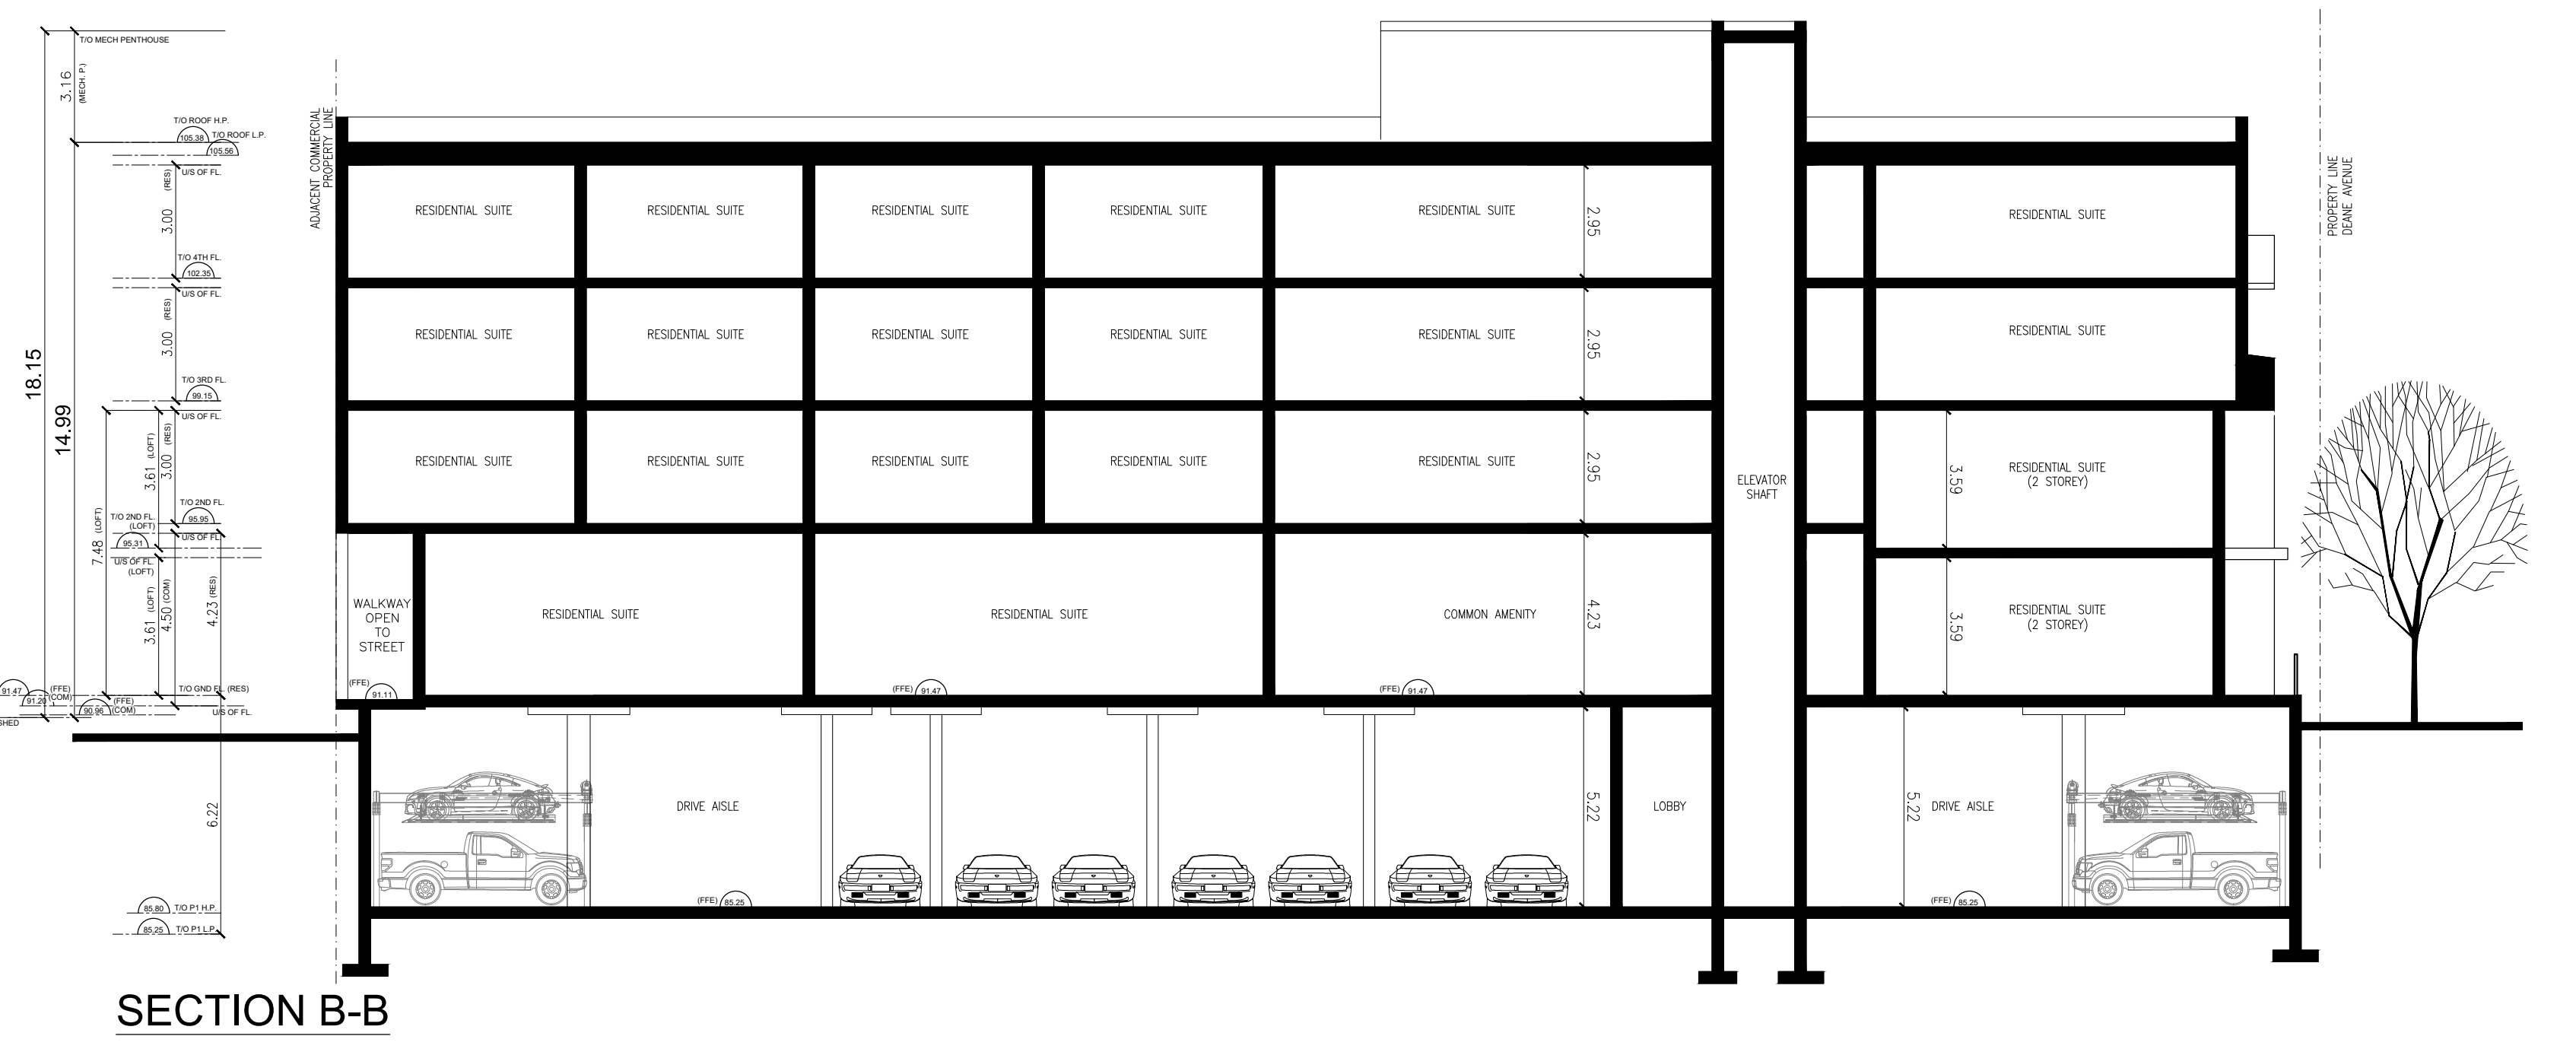 T/O MECH PENTHOUSE
3.16
(MECH. P.)
18.15
14.99
T/O ROOF H.P.
105.38
T/O ROOF L.P.
105.56
U/S OF FL.
3.00 (RES)
T/O 4TH FL.
102.35
U/S OF FL.
3.00 (RES)
T/O 3RD FL.
99.15
U/S OF FL.
7.48 (LOFT)
3.61 (LOFT)
3.00 (RES)
T/O 2ND FL.
95.95
T/O 2ND FL.
(LOFT)
95.31
U/S OF FL.
U/S OF FL.
(LOFT)
3.61 (LOFT)
4.50 (COM)
4.23 (RES)
T/O GND FL. (RES)
91.47
(FFE)
91.20
(COM)
(FFE)
90.96
(COM)
U/S OF FL.
SHED
6.22
85.80
T/O P1 H.P.
85.25
T/O P1 L.P.
ADJACENT COMMERCIAL
PROPERTY LINE
RESIDENTIAL SUITE
RESIDENTIAL SUITE
RESIDENTIAL SUITE
RESIDENTIAL SUITE
RESIDENTIAL SUITE
2.95
RESIDENTIAL SUITE
PROPERTY LINE
DEANE AVENUE
RESIDENTIAL SUITE
RESIDENTIAL SUITE
RESIDENTIAL SUITE
RESIDENTIAL SUITE
RESIDENTIAL SUITE
2.95
RESIDENTIAL SUITE
RESIDENTIAL SUITE
RESIDENTIAL SUITE
RESIDENTIAL SUITE
RESIDENTIAL SUITE
RESIDENTIAL SUITE
2.95
ELEVATOR
SHAFT
3.59
RESIDENTIAL SUITE
(2 STOREY)
WALKWAY
OPEN
TO
STREET
(FFE)
91.11
RESIDENTIAL SUITE
RESIDENTIAL SUITE
(FFE)
91.47
COMMON AMENITY
(FFE)
91.47
4.23
3.59
RESIDENTIAL SUITE
(2 STOREY)
DRIVE AISLE
(FFE)
85.25
5.22
LOBBY
5.22
DRIVE AISLE
(FFE)
85.25
SECTION B-B